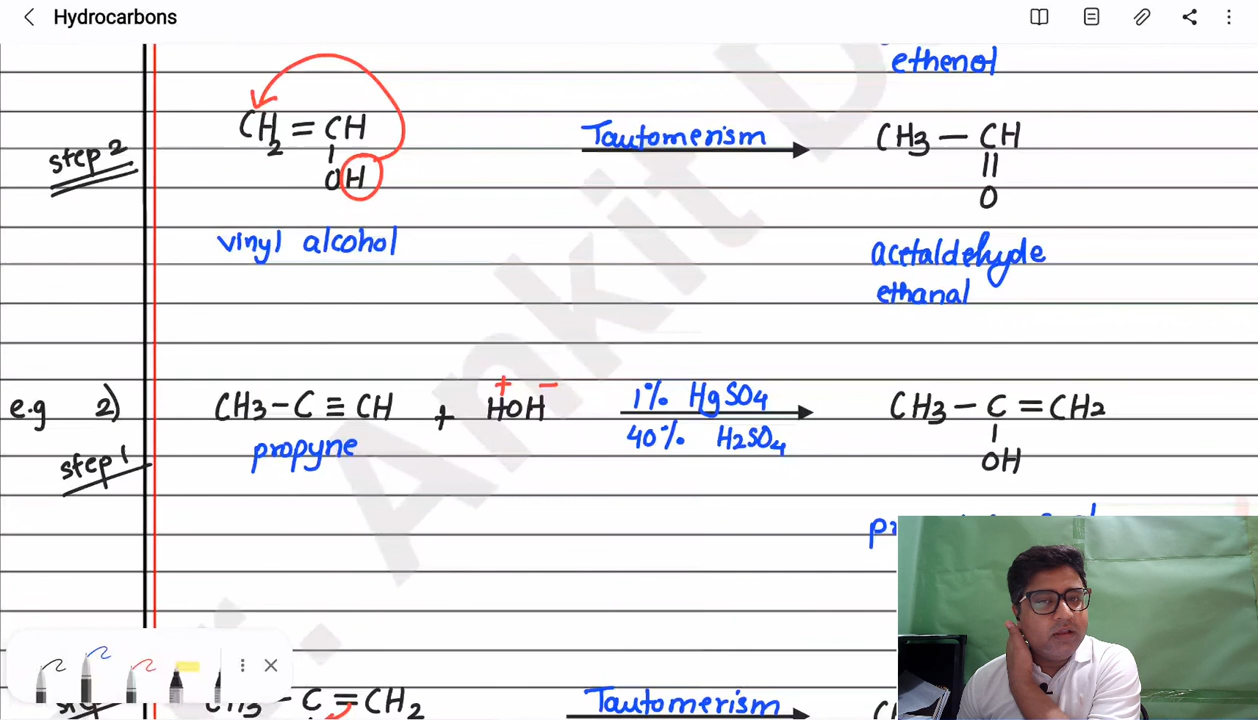 Hydrocarbons
ethenol
CH2 = CH
OH
step 2
Tautomerism
CH3 — CH
O
vinyl alcohol
acetaldehyde
ethanal
e.g 2)
CH3 − C ≡ CH + HOH
+ −
1% HgSO4
40% H2SO4
CH3 — C = CH2
OH
propyne
step 1
CH3 − C = CH2
Tautomerism
Ankit